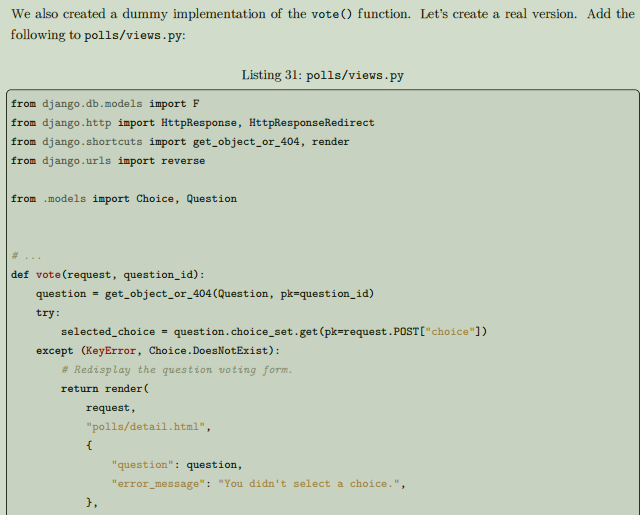 We also created a dummy implementation of the vote() function. Let's create a real version. Add the
following to polls/views.py:
Listing 31: polls/views.py
from django.db.models import F
from django.http import HttpResponse, HttpResponseRedirect
from django.shortcuts import get_object_or_404, render
from django.urls import reverse

from .models import Choice, Question


# ...
def vote(request, question_id):
    question = get_object_or_404(Question, pk=question_id)
    try:
        selected_choice = question.choice_set.get(pk=request.POST["choice"])
    except (KeyError, Choice.DoesNotExist):
        # Redisplay the question voting form.
        return render(
            request,
            "polls/detail.html",
            {
                "question": question,
                "error_message": "You didn't select a choice.",
            },